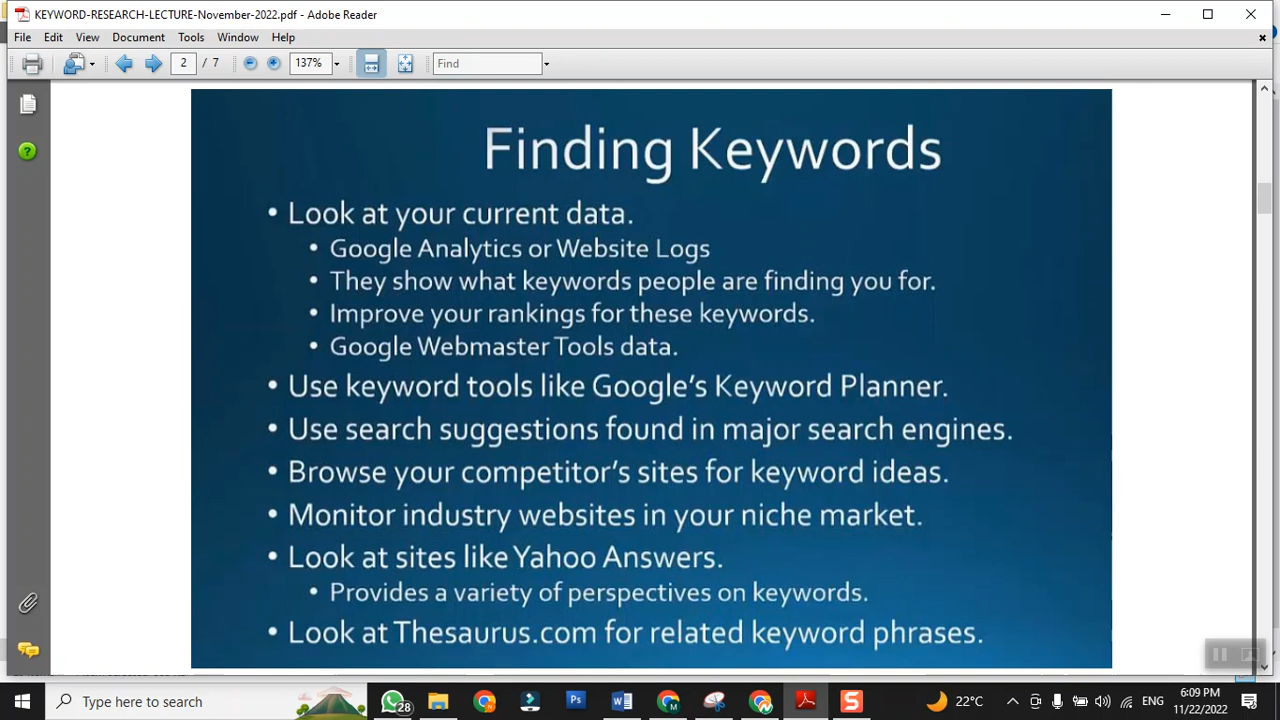 KEYWORD-RESEARCH-LECTURE-November-2022.pdf - Adobe Reader
File Edit View Document Tools Window Help
2 / 7 137% Find
Finding Keywords
• Look at your current data.
• Google Analytics or Website Logs
• They show what keywords people are finding you for.
• Improve your rankings for these keywords.
• Google Webmaster Tools data.
• Use keyword tools like Google's Keyword Planner.
• Use search suggestions found in major search engines.
• Browse your competitor's sites for keyword ideas.
• Monitor industry websites in your niche market.
• Look at sites like Yahoo Answers.
• Provides a variety of perspectives on keywords.
• Look at Thesaurus.com for related keyword phrases.
Type here to search 28 Ps W M S 22°C ENG 6:09 PM
11/22/2022